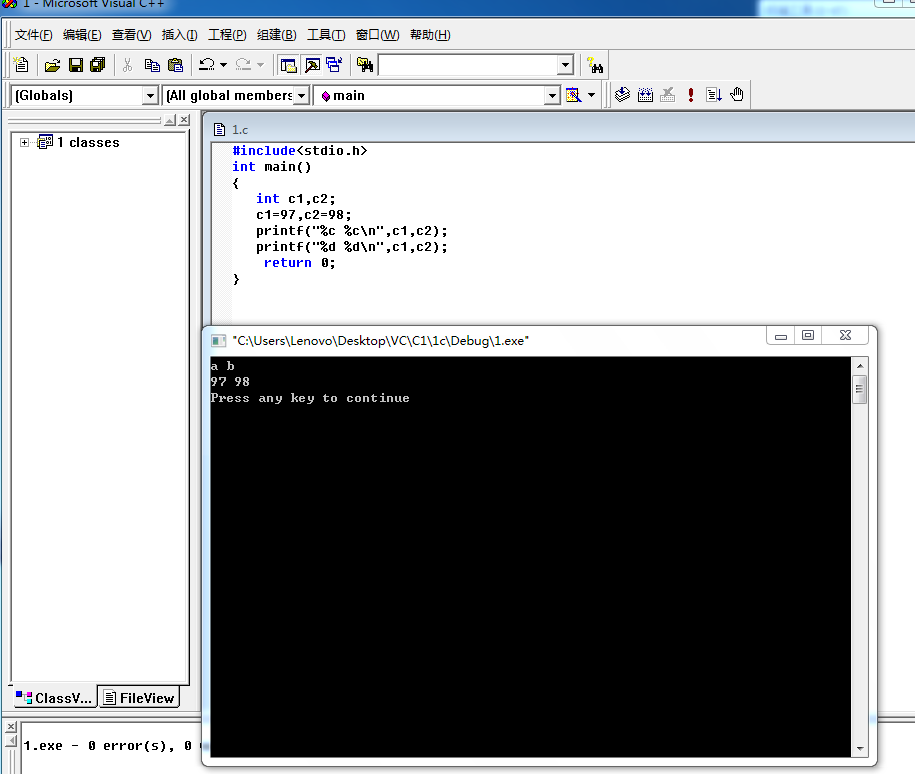 1 - Microsoft Visual C++
文件(F) 编辑(E) 查看(V) 插入(I) 工程(P) 组建(B) 工具(T) 窗口(W) 帮助(H)
(Globals) (All global members main
1 classes
1.c
#include<stdio.h>
int main()
{
int c1,c2;
c1=97,c2=98;
printf("%c %c\n",c1,c2);
printf("%d %d\n",c1,c2);
return 0;
}
"C:\Users\Lenovo\Desktop\VC\C1\1c\Debug\1.exe"
a b
97 98
Press any key to continue
ClassV... FileView
1.exe - 0 error(s), 0